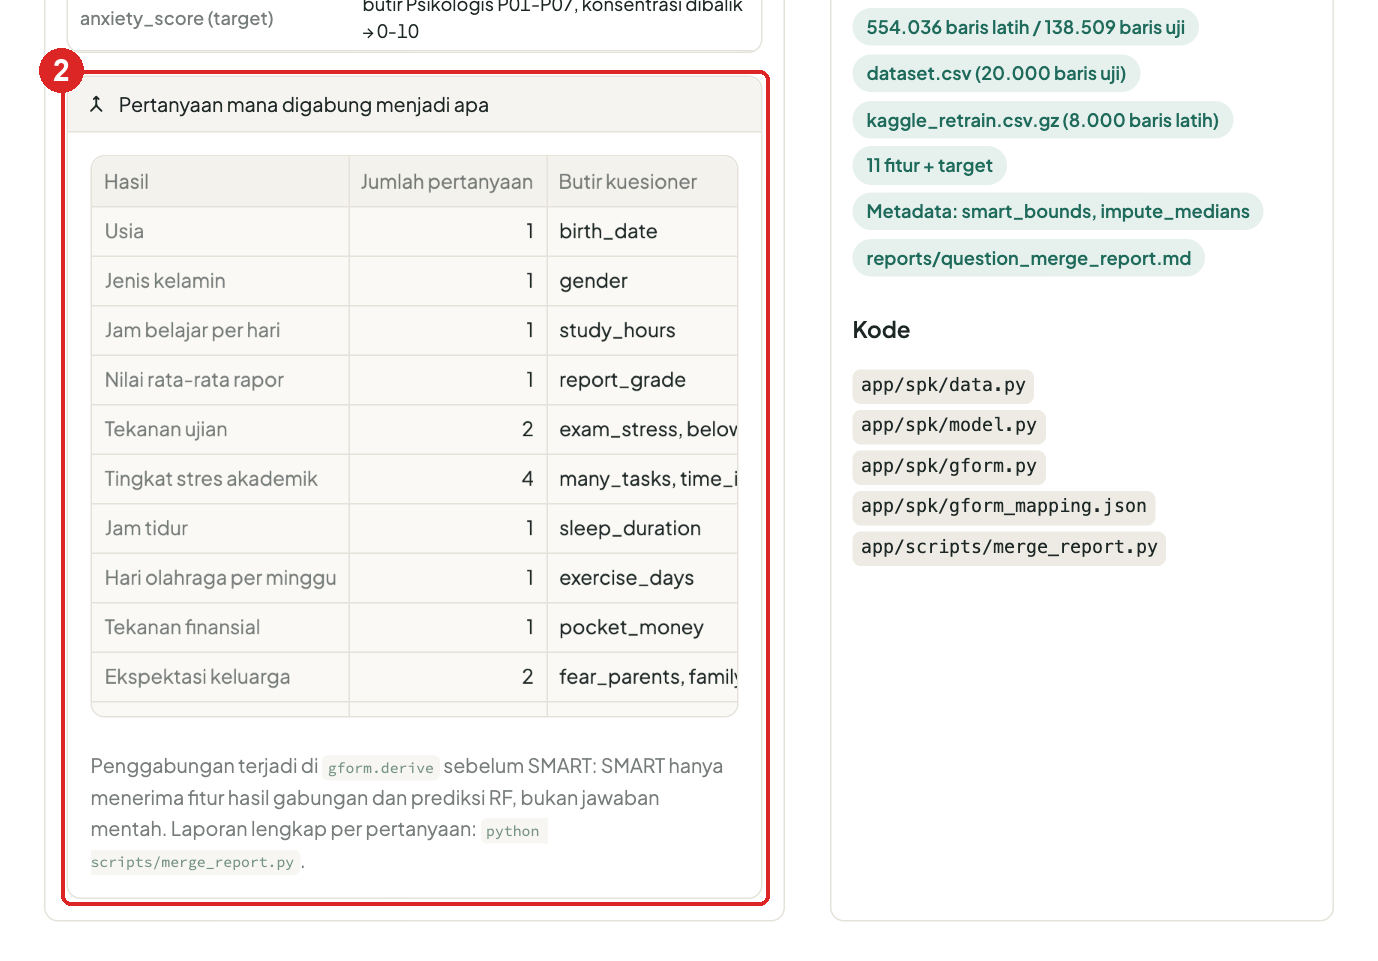 anxiety_score (target)
butir Psikologis P01-P07, konsentrasi dibalik
→ 0-10
2
Pertanyaan mana digabung menjadi apa
Hasil Jumlah pertanyaan Butir kuesioner
Usia 1 birth_date
Jenis kelamin 1 gender
Jam belajar per hari 1 study_hours
Nilai rata-rata rapor 1 report_grade
Tekanan ujian 2 exam_stress, below
Tingkat stres akademik 4 many_tasks, time_i
Jam tidur 1 sleep_duration
Hari olahraga per minggu 1 exercise_days
Tekanan finansial 1 pocket_money
Ekspektasi keluarga 2 fear_parents, family
Penggabungan terjadi di gform.derive sebelum SMART: SMART hanya
menerima fitur hasil gabungan dan prediksi RF, bukan jawaban
mentah. Laporan lengkap per pertanyaan: python
scripts/merge_report.py.
554.036 baris latih / 138.509 baris uji
dataset.csv (20.000 baris uji)
kaggle_retrain.csv.gz (8.000 baris latih)
11 fitur + target
Metadata: smart_bounds, impute_medians
reports/question_merge_report.md
Kode
app/spk/data.py
app/spk/model.py
app/spk/gform.py
app/spk/gform_mapping.json
app/scripts/merge_report.py